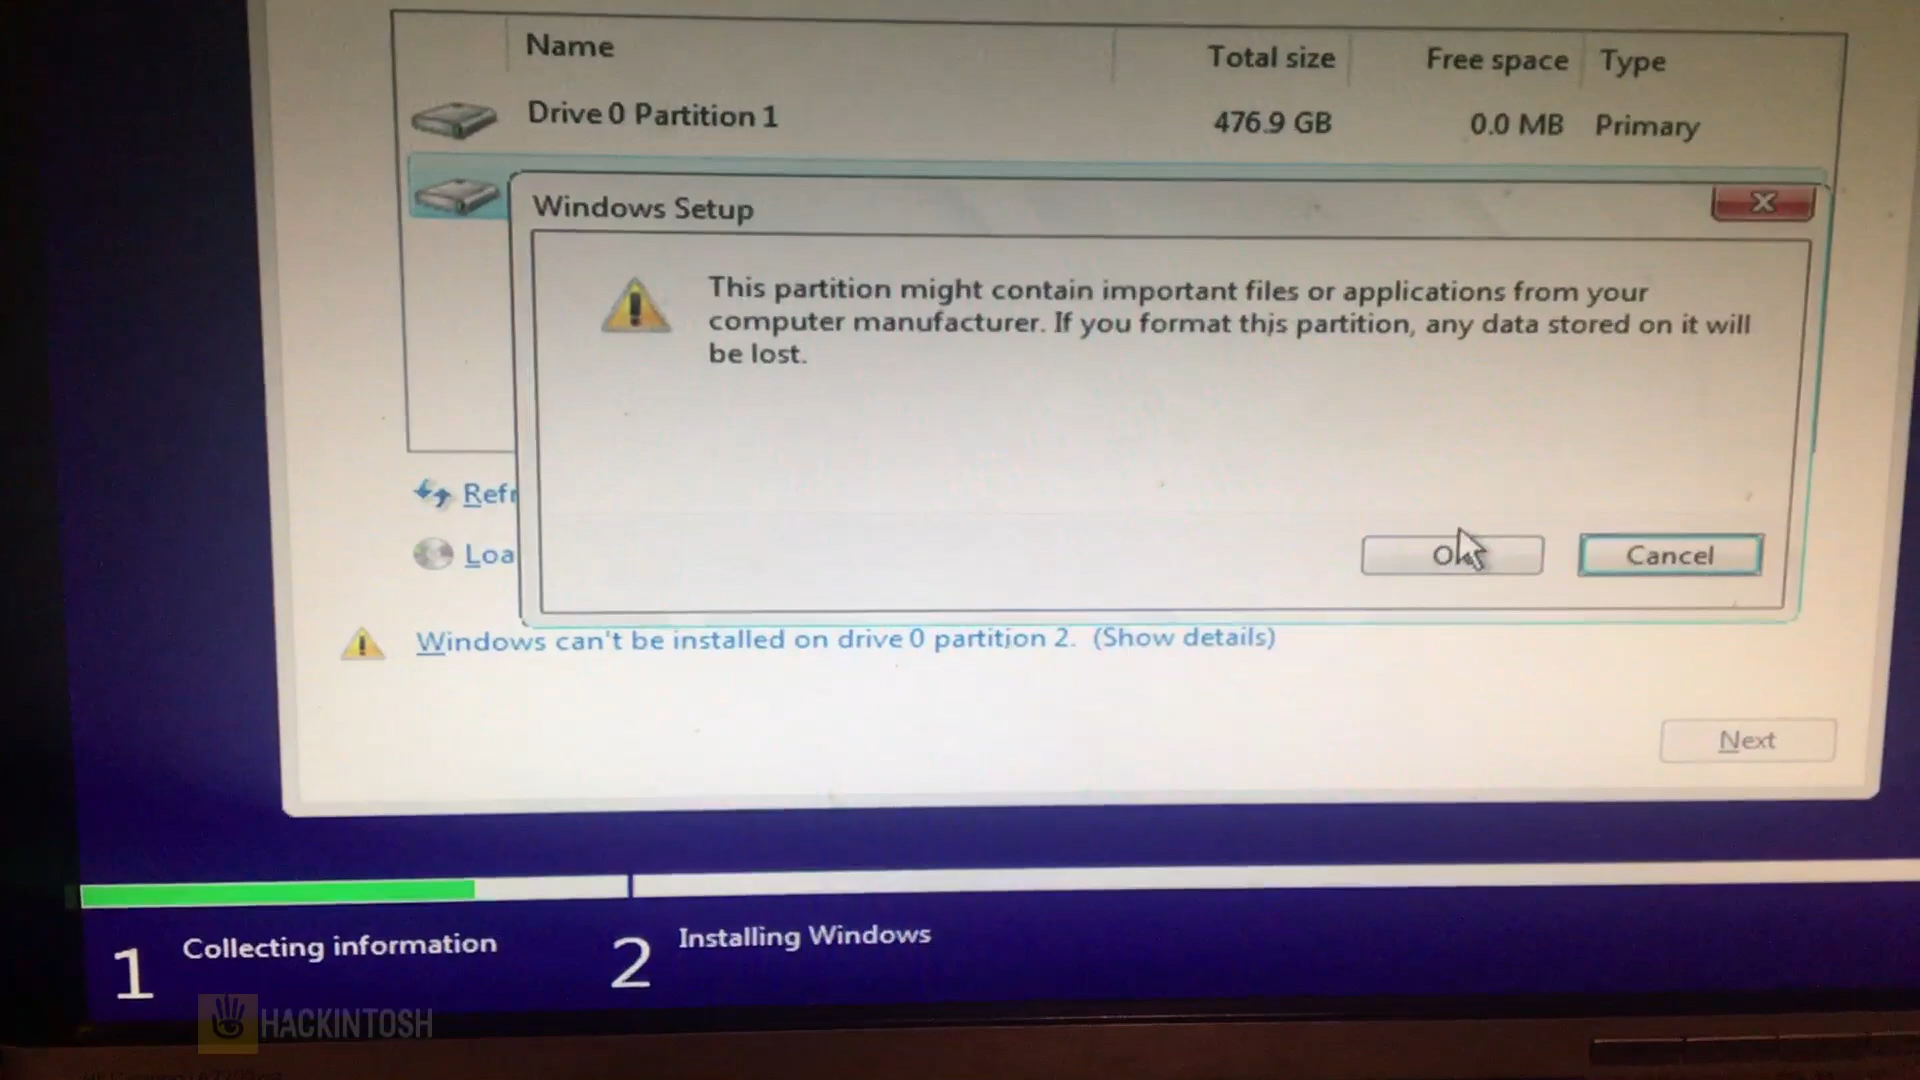 Name Total size Free space Type
Drive 0 Partition 1 476.9 GB 0.0 MB Primary
Windows Setup
This partition might contain important files or applications from your
computer manufacturer. If you format this partition, any data stored on it will
be lost.
Refr
OK Cancel
Loa
Windows can't be installed on drive 0 partition 2. (Show details)
Next
1 Collecting information 2 Installing Windows
HACKINTOSH